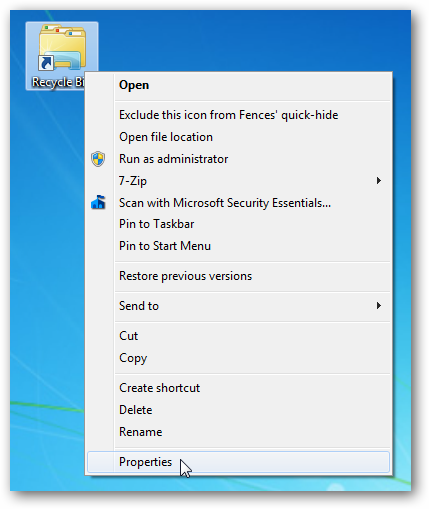 Recycle B
Open
Exclude this icon from Fences' quick-hide
Open file location
Run as administrator
7-Zip
Scan with Microsoft Security Essentials...
Pin to Taskbar
Pin to Start Menu
Restore previous versions
Send to
Cut
Copy
Create shortcut
Delete
Rename
Properties